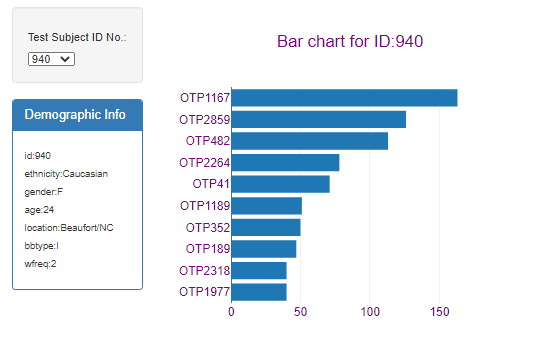 Test Subject ID No.:
940
Demographic Info
id:940
ethnicity:Caucasian
gender:F
age:24
location:Beaufort/NC
bbtype:I
wfreq:2
Bar chart for ID:940
OTP1167
OTP2859
OTP482
OTP2264
OTP41
OTP1189
OTP352
OTP189
OTP2318
OTP1977
0 50 100 150